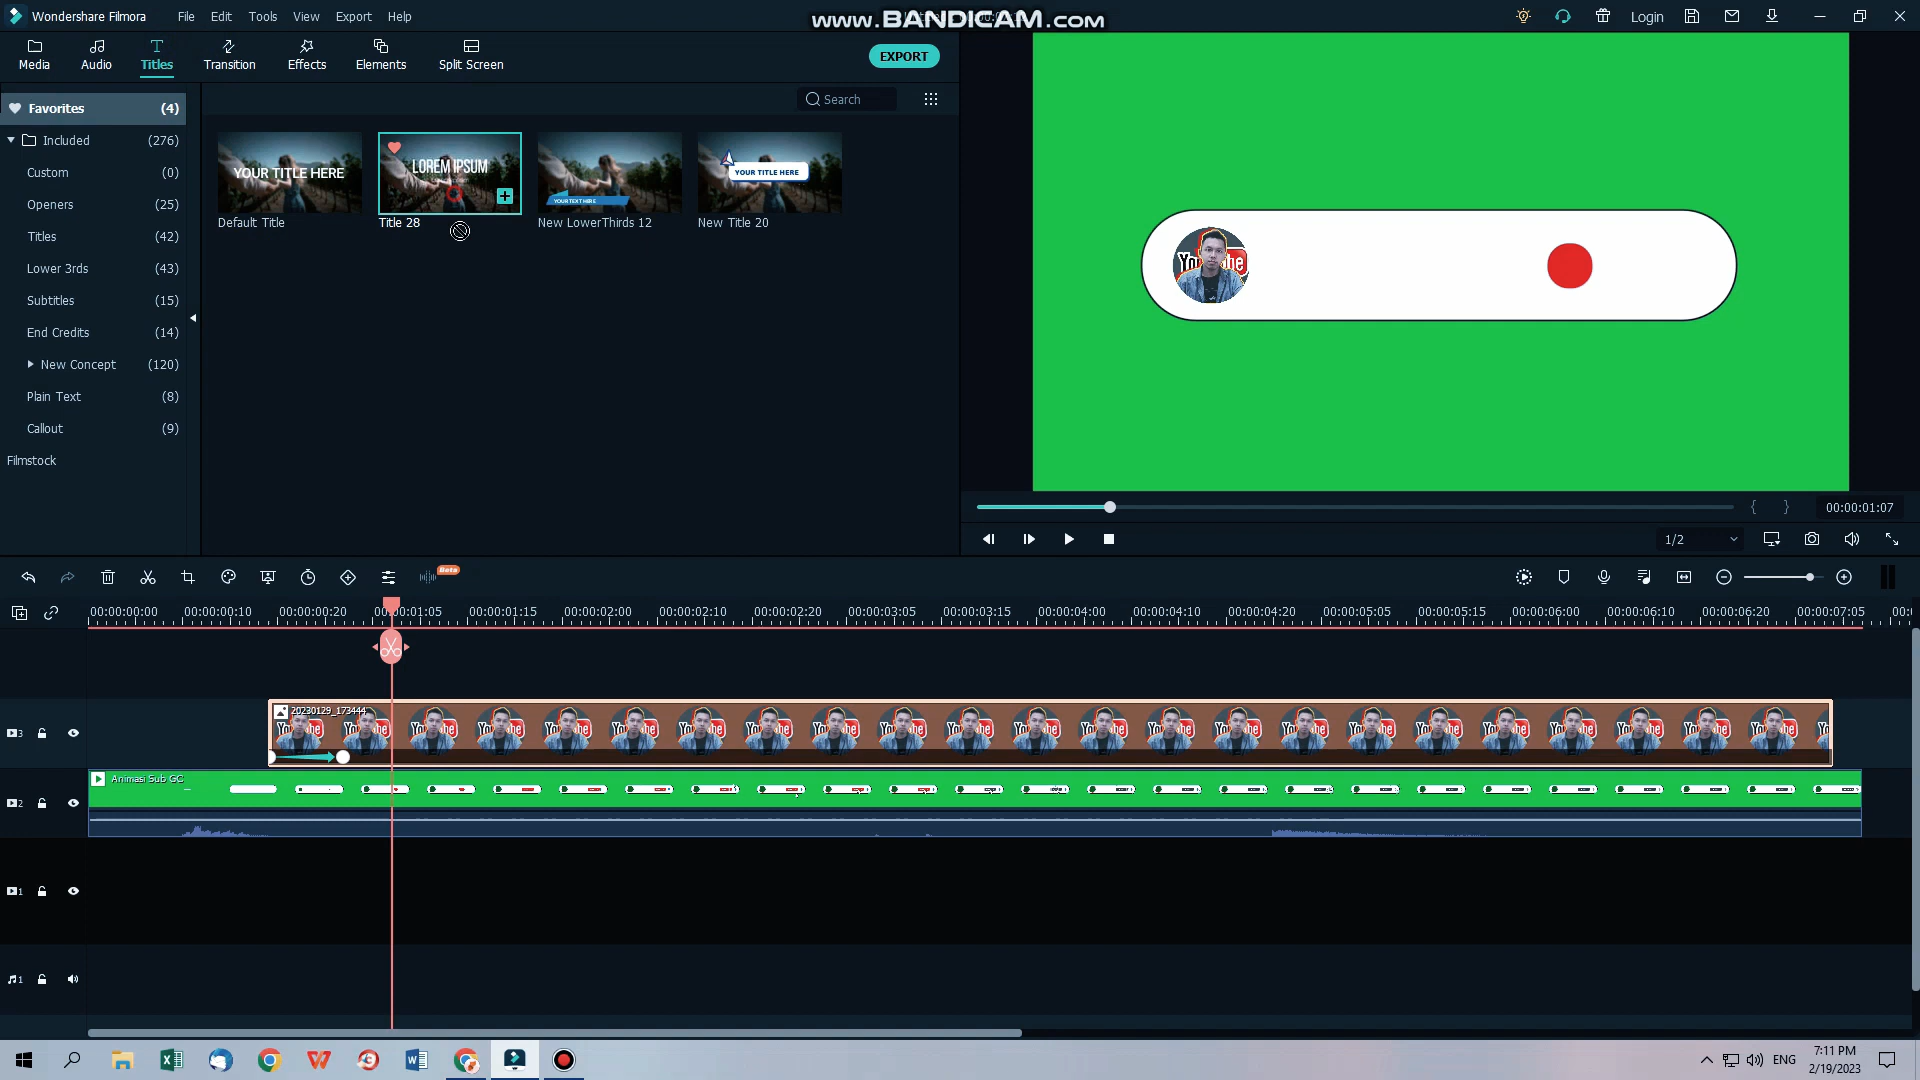 Wondershare Filmora
File
Edit
Tools
View
Export
Help
www.BANDICAM.com
Login
Media
Audio
Titles
Transition
Effects
Elements
Split Screen
EXPORT
Favorites (4)
Search
Included (276)
Custom (0)
Openers (25)
Titles (42)
Lower 3rds (43)
Subtitles (15)
End Credits (14)
New Concept (120)
Plain Text (8)
Callout (9)
Filmstock
YOUR TITLE HERE
LOREM IPSUM
YOUR TEXT HERE
YOUR TITLE HERE
Default Title
Title 28
New LowerThirds 12
New Title 20
YouTube
00:00:01:07
1/2
Beta
00:00:00:00 00:00:00:10 00:00:00:20 00:00:01:05 00:00:01:15 00:00:02:00 00:00:02:10 00:00:02:20 00:00:03:05 00:00:03:15 00:00:04:00 00:00:04:10 00:00:04:20 00:00:05:05 00:00:05:15 00:00:06:00 00:00:06:10 00:00:06:20 00:00:07:05
20230129_173444
3
Animasi Sub GC
2
1
1
ENG
7:11 PM
2/19/2023